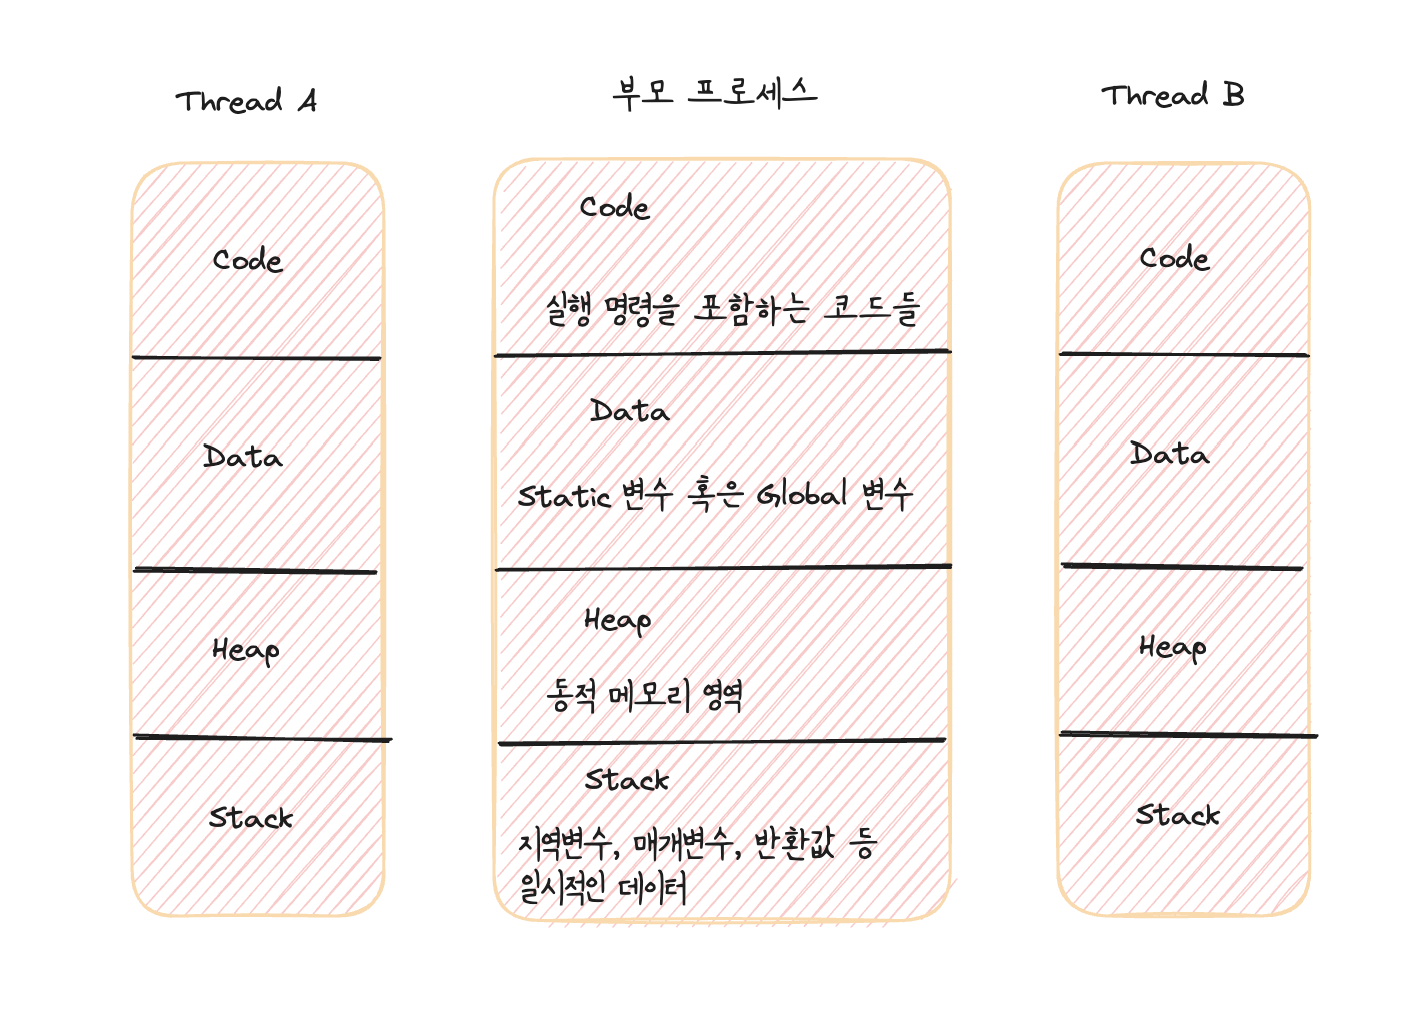 Thread A
Code
Data
Heap
Stack
부모 프로세스
Code
실행 명령을 포함하는 코드들
Data
Static 변수 혹은 Global 변수
Heap
동적 메모리 영역
Stack
지역변수, 매개변수, 반환값 등
일시적인 데이터
Thread B
Code
Data
Heap
Stack